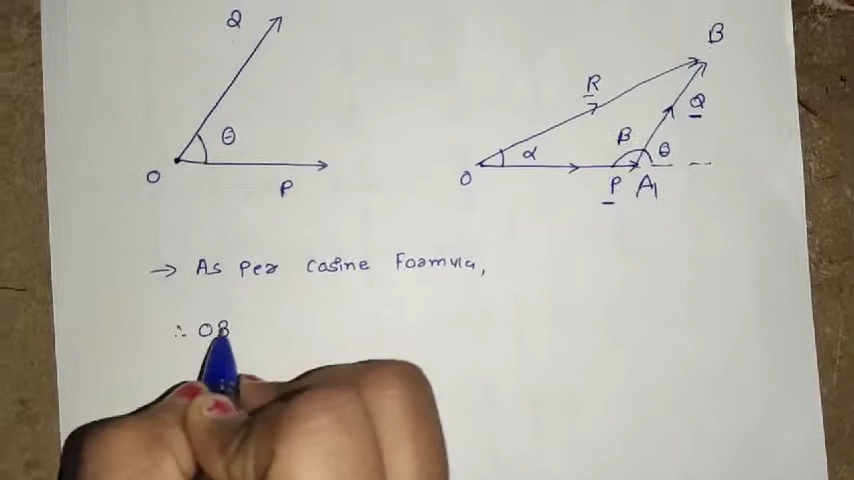 Q
θ
O
P
B
R
Q
β
θ
α
O
P A
→ As per cosine Formula,
∴ OB